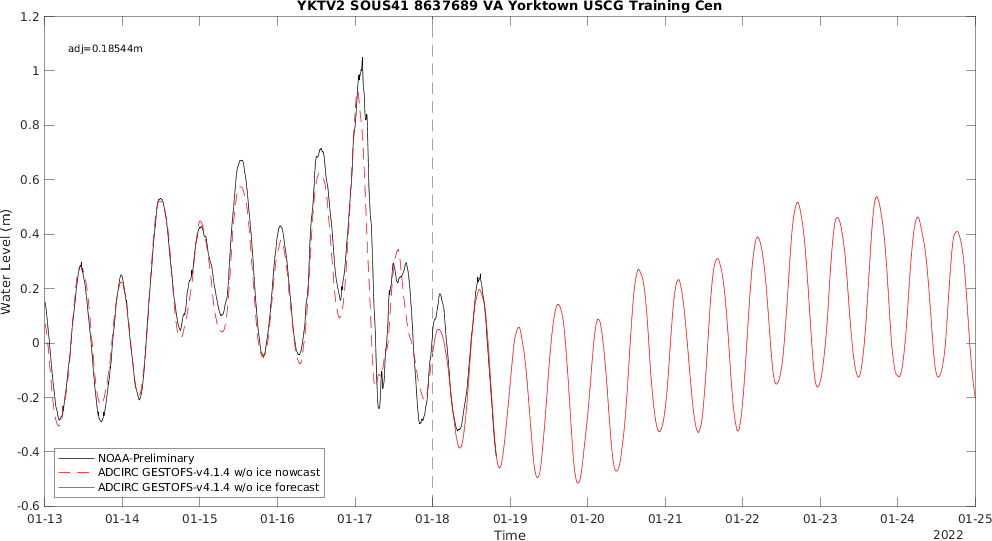 YKTV2 SOUS41 8637689 VA Yorktown USCG Training Cen
adj=0.18544m
1.2
1
0.8
0.6
0.4
0.2
0
-0.2
-0.4
-0.6
Water Level (m)
NOAA-Preliminary
ADCIRC GESTOFS-v4.1.4 w/o ice nowcast
ADCIRC GESTOFS-v4.1.4 w/o ice forecast
01-13 01-14 01-15 01-16 01-17 01-18 01-19 01-20 01-21 01-22 01-23 01-24 01-25
Time
2022